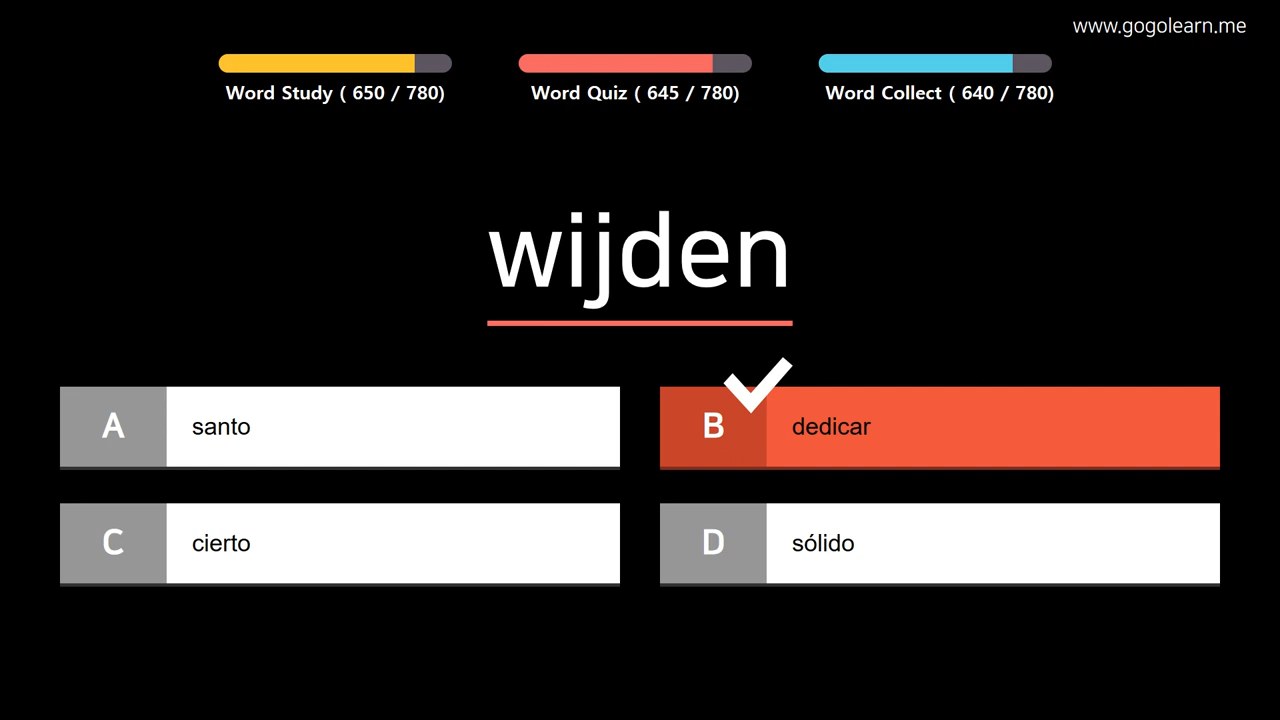 www.gogolearn.me
Word Study ( 650 / 780)
Word Quiz ( 645 / 780)
Word Collect ( 640 / 780)
wijden
A santo
B dedicar
C cierto
D sólido